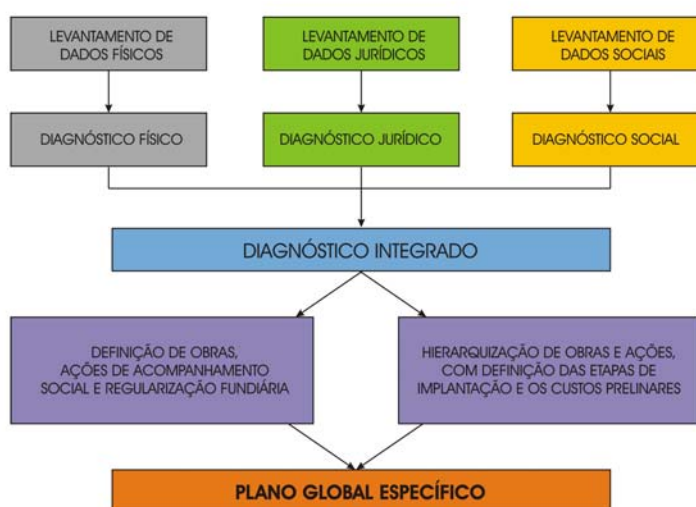 LEVANTAMENTO DE
DADOS FÍSICOS
LEVANTAMENTO DE
DADOS JURÍDICOS
LEVANTAMENTO DE
DADOS SOCIAIS
DIAGNÓSTICO FÍSICO
DIAGNÓSTICO JURÍDICO
DIAGNÓSTICO SOCIAL
DIAGNÓSTICO INTEGRADO
DEFINIÇÃO DE OBRAS,
AÇÕES DE ACOMPANHAMENTO
SOCIAL E REGULARIZAÇÃO FUNDIÁRIA
HIERARQUIZAÇÃO DE OBRAS E AÇÕES,
COM DEFINIÇÃO DAS ETAPAS DE
IMPLANTAÇÃO E OS CUSTOS PRELINARES
PLANO GLOBAL ESPECÍFICO